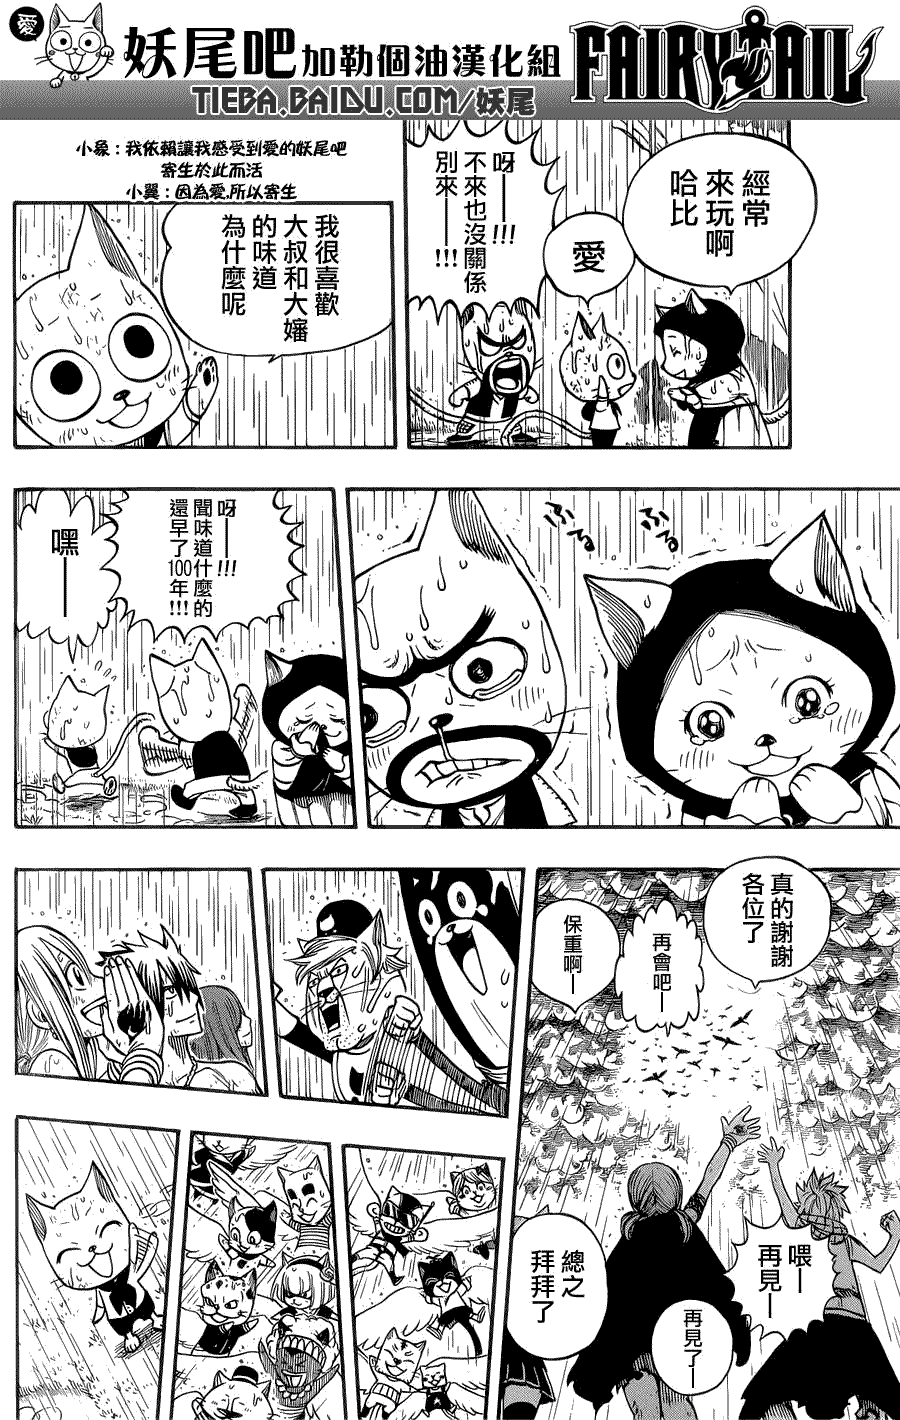 愛
妖尾吧加勒個油漢化組
FAIRY TAIL
TIEBA.BAIDU.COM/妖尾
小象：我依賴讓我感受到愛的妖尾吧
寄生於此而活
小翼：因為愛,所以寄生
經常
來玩啊
哈比
愛
呀——!!!
不來也沒關係
別來——!!!
我很喜歡
大叔和大嬸
的味道
為什麼呢
ふる
ふる
呀——!!!
聞味道什麼的
還早了100年!!!
嘿——
真的謝謝
各位了
再會吧—
保重啊—
喂—
再見—
再見了—
總之
拜拜了